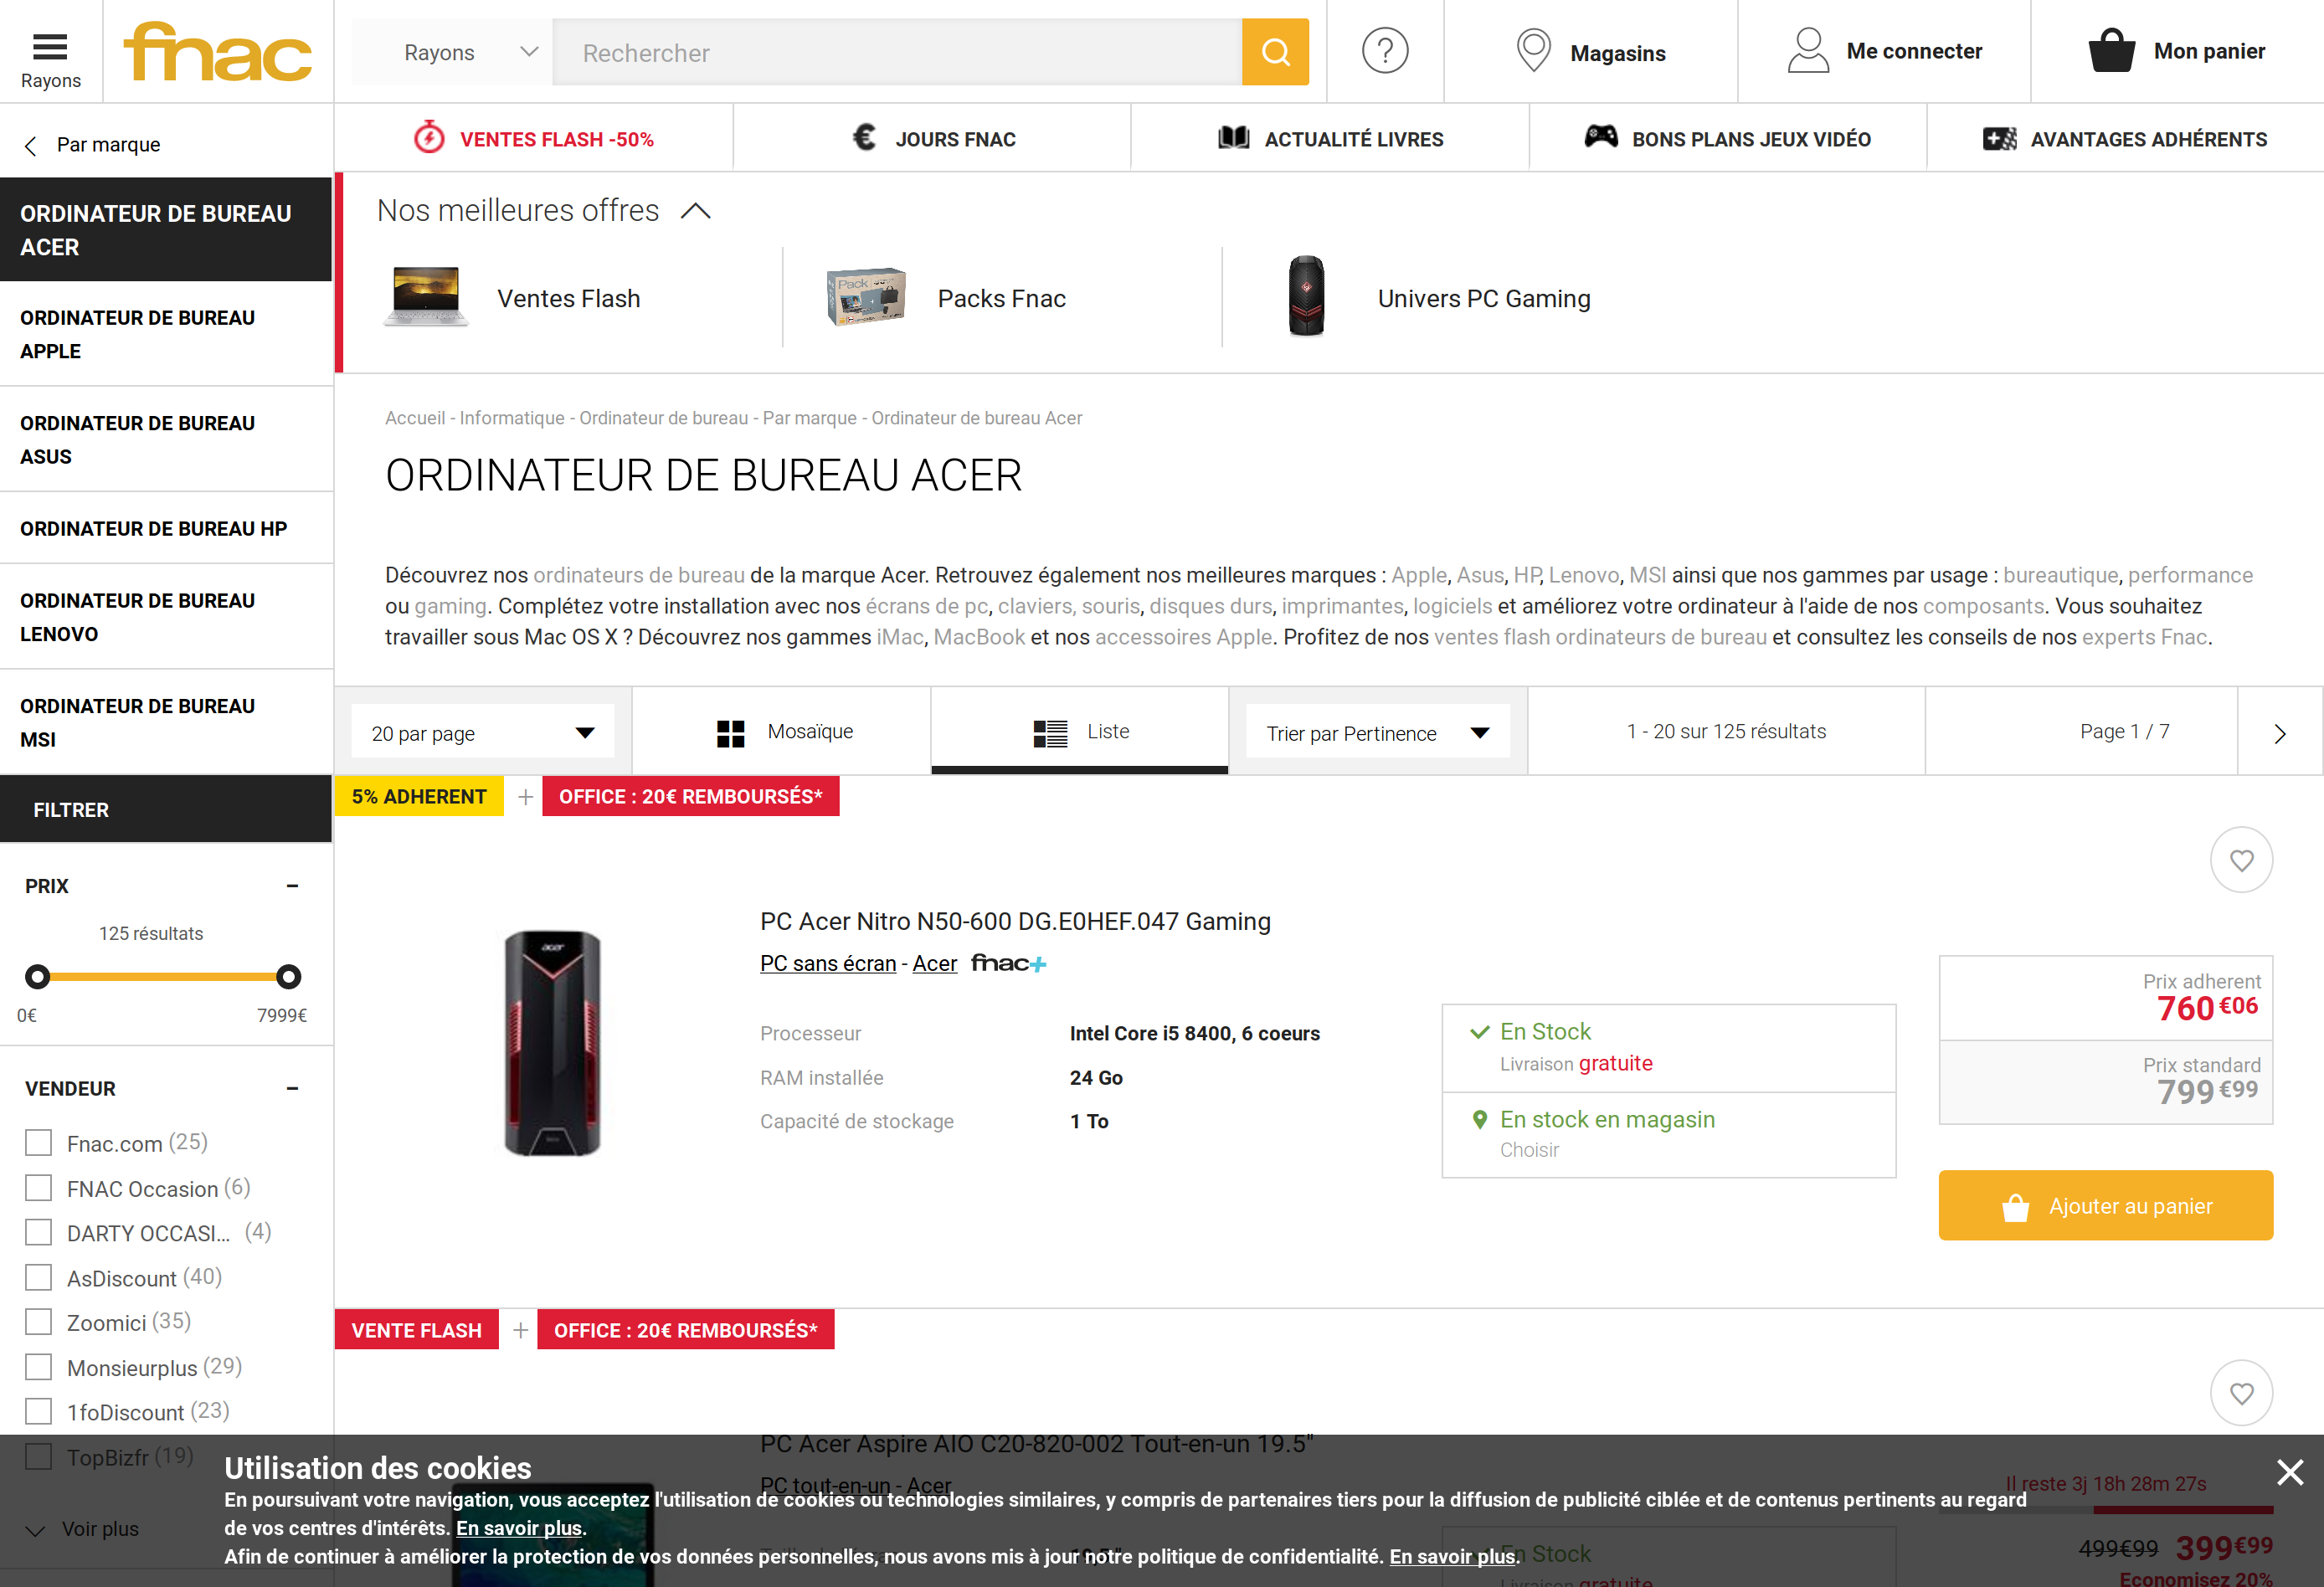 Rayons
fnac
Rayons
Rechercher
?
Magasins
Me connecter
Mon panier
VENTES FLASH -50%
JOURS FNAC
ACTUALITÉ LIVRES
BONS PLANS JEUX VIDÉO
AVANTAGES ADHÉRENTS
Par marque
ORDINATEUR DE BUREAU
ACER
ORDINATEUR DE BUREAU
APPLE
ORDINATEUR DE BUREAU
ASUS
ORDINATEUR DE BUREAU HP
ORDINATEUR DE BUREAU
LENOVO
ORDINATEUR DE BUREAU
MSI
FILTRER
PRIX
125 résultats
0€
7999€
VENDEUR
Fnac.com (25)
FNAC Occasion (6)
DARTY OCCASI... (4)
AsDiscount (40)
Zoomici (35)
Monsieurplus (29)
1foDiscount (23)
TopBizfr (19)
Voir plus
Nos meilleures offres
Ventes Flash
Pack
Packs Fnac
Univers PC Gaming
Accueil - Informatique - Ordinateur de bureau - Par marque - Ordinateur de bureau Acer
ORDINATEUR DE BUREAU ACER
Découvrez nos ordinateurs de bureau de la marque Acer. Retrouvez également nos meilleures marques : Apple, Asus, HP, Lenovo, MSI ainsi que nos gammes par usage : bureautique, performance
ou gaming. Complétez votre installation avec nos écrans de pc, claviers, souris, disques durs, imprimantes, logiciels et améliorez votre ordinateur à l'aide de nos composants. Vous souhaitez
travailler sous Mac OS X ? Découvrez nos gammes iMac, MacBook et nos accessoires Apple. Profitez de nos ventes flash ordinateurs de bureau et consultez les conseils de nos experts Fnac.
20 par page
Mosaïque
Liste
Trier par Pertinence
1 - 20 sur 125 résultats
Page 1 / 7
5% ADHERENT
+
OFFICE : 20€ REMBOURSÉS*
acer
PC Acer Nitro N50-600 DG.E0HEF.047 Gaming
PC sans écran - Acer fnac+
Processeur
Intel Core i5 8400, 6 coeurs
RAM installée
24 Go
Capacité de stockage
1 To
En Stock
Livraison gratuite
En stock en magasin
Choisir
Prix adherent
760€06
Prix standard
799€99
Ajouter au panier
VENTE FLASH
+
OFFICE : 20€ REMBOURSÉS*
PC Acer Aspire AIO C20-820-002 Tout-en-un 19.5"
PC tout-en-un - Acer
19.5"
En Stock
Livraison gratuite
Il reste 3j 18h 28m 27s
499€99 399€99
Economisez 20%
Utilisation des cookies
En poursuivant votre navigation, vous acceptez l'utilisation de cookies ou technologies similaires, y compris de partenaires tiers pour la diffusion de publicité ciblée et de contenus pertinents au regard
de vos centres d'intérêts. En savoir plus.
Afin de continuer à améliorer la protection de vos données personnelles, nous avons mis à jour notre politique de confidentialité. En savoir plus.